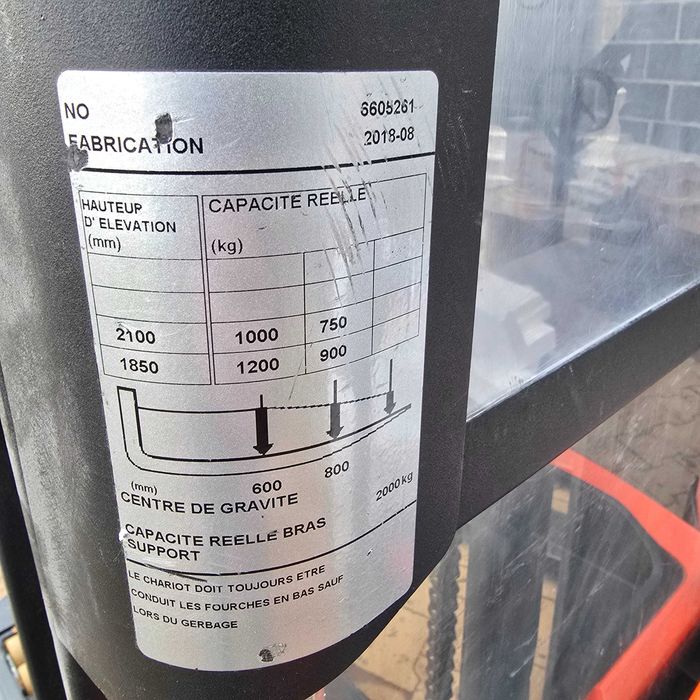 NO 6605261
FABRICATION 2018-08
HAUTEUP CAPACITE REELLE
D' ELEVATION
(mm) (kg)
2100 1000 750
1850 1200 900
(mm) 600 800
CENTRE DE GRAVITE 2000kg
CAPACITE REELLE BRAS
SUPPORT
LE CHARIOT DOIT TOUJOURS ETRE
CONDUIT LES FOURCHES EN BAS SAUF
LORS DU GERBAGE